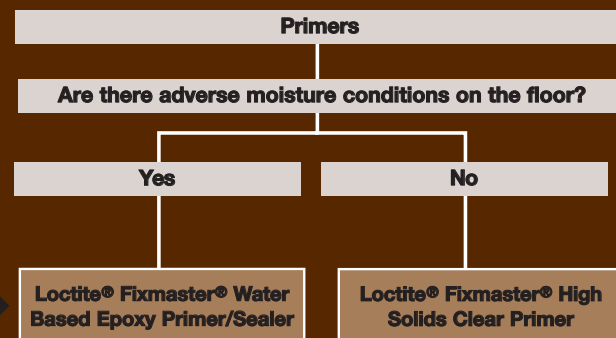 Primers
Are there adverse moisture conditions on the floor?
Yes
No
Loctite® Fixmaster® Water
Based Epoxy Primer/Sealer
Loctite® Fixmaster® High
Solids Clear Primer